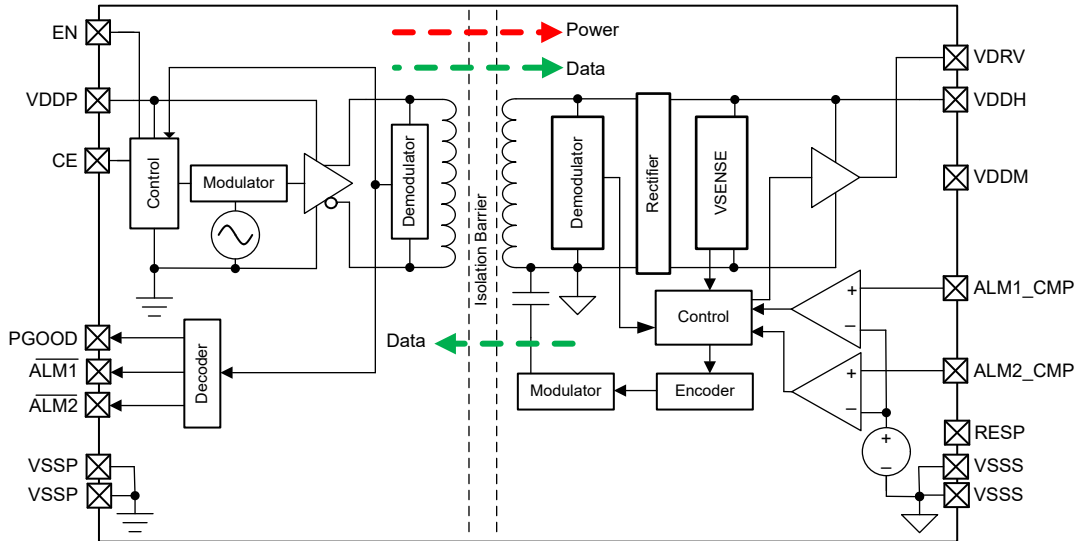 EN
VDDP
CE
Control
Modulator
Demodulator
Power
Data
Isolation Barrier
Demodulator
Rectifier
VSENSE
VDRV
VDDH
VDDM
PGOOD
ALM1
ALM2
Decoder
Data
Control
Modulator
Encoder
+
−
+
−
+
−
ALM1_CMP
ALM2_CMP
RESP
VSSP
VSSP
VSSS
VSSS